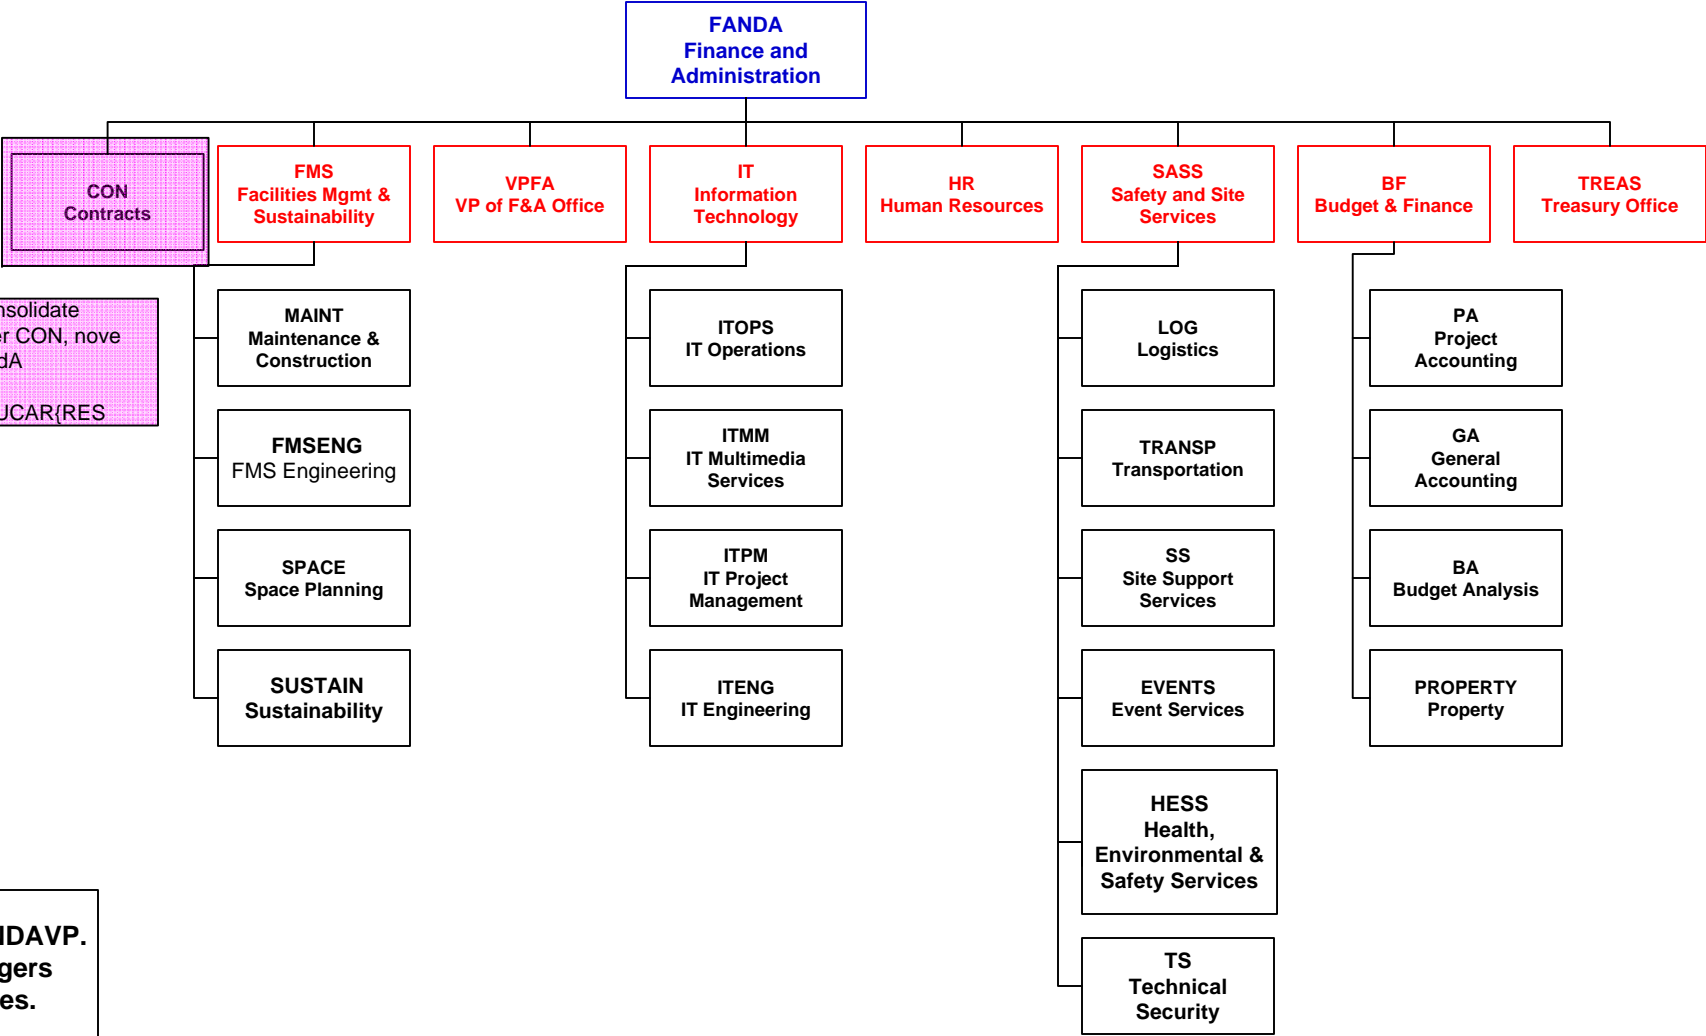 FANDA
Finance and
Administration
CON
Contracts
FMS
Facilities Mgmt &
Sustainability
VPFA
VP of F&A Office
IT
Information
Technology
HR
Human Resources
SASS
Safety and Site
Services
BF
Budget & Finance
TREAS
Treasury Office
nsolidate
er CON, nove
dA
UCAR{RES
MAINT
Maintenance &
Construction
FMSENG
FMS Engineering
SPACE
Space Planning
SUSTAIN
Sustainability
ITOPS
IT Operations
ITMM
IT Multimedia
Services
ITPM
IT Project
Management
ITENG
IT Engineering
LOG
Logistics
TRANSP
Transportation
SS
Site Support
Services
EVENTS
Event Services
HESS
Health,
Environmental &
Safety Services
TS
Technical
Security
PA
Project
Accounting
GA
General
Accounting
BA
Budget Analysis
PROPERTY
Property
NDAVP.
gers
es.